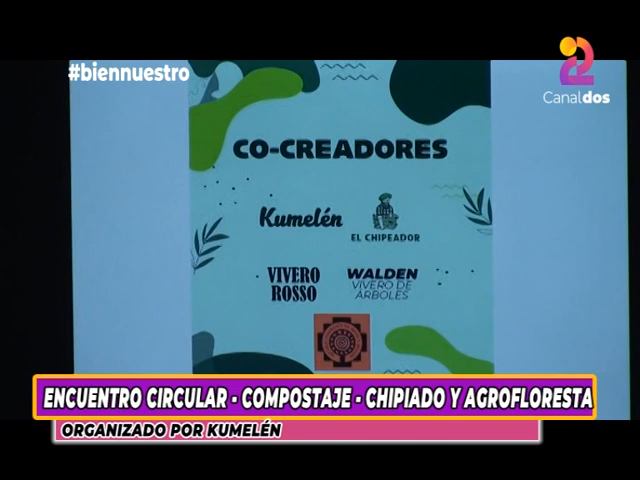 #biennuestro
Canaldos
CO-CREADORES
Kumelén
EL CHIPEADOR
VIVERO
ROSSO
WALDEN
VIVERO DE
ÁRBOLES
ENCUENTRO CIRCULAR - COMPOSTAJE - CHIPIADO Y AGROFLORESTA
ORGANIZADO POR KUMELÉN